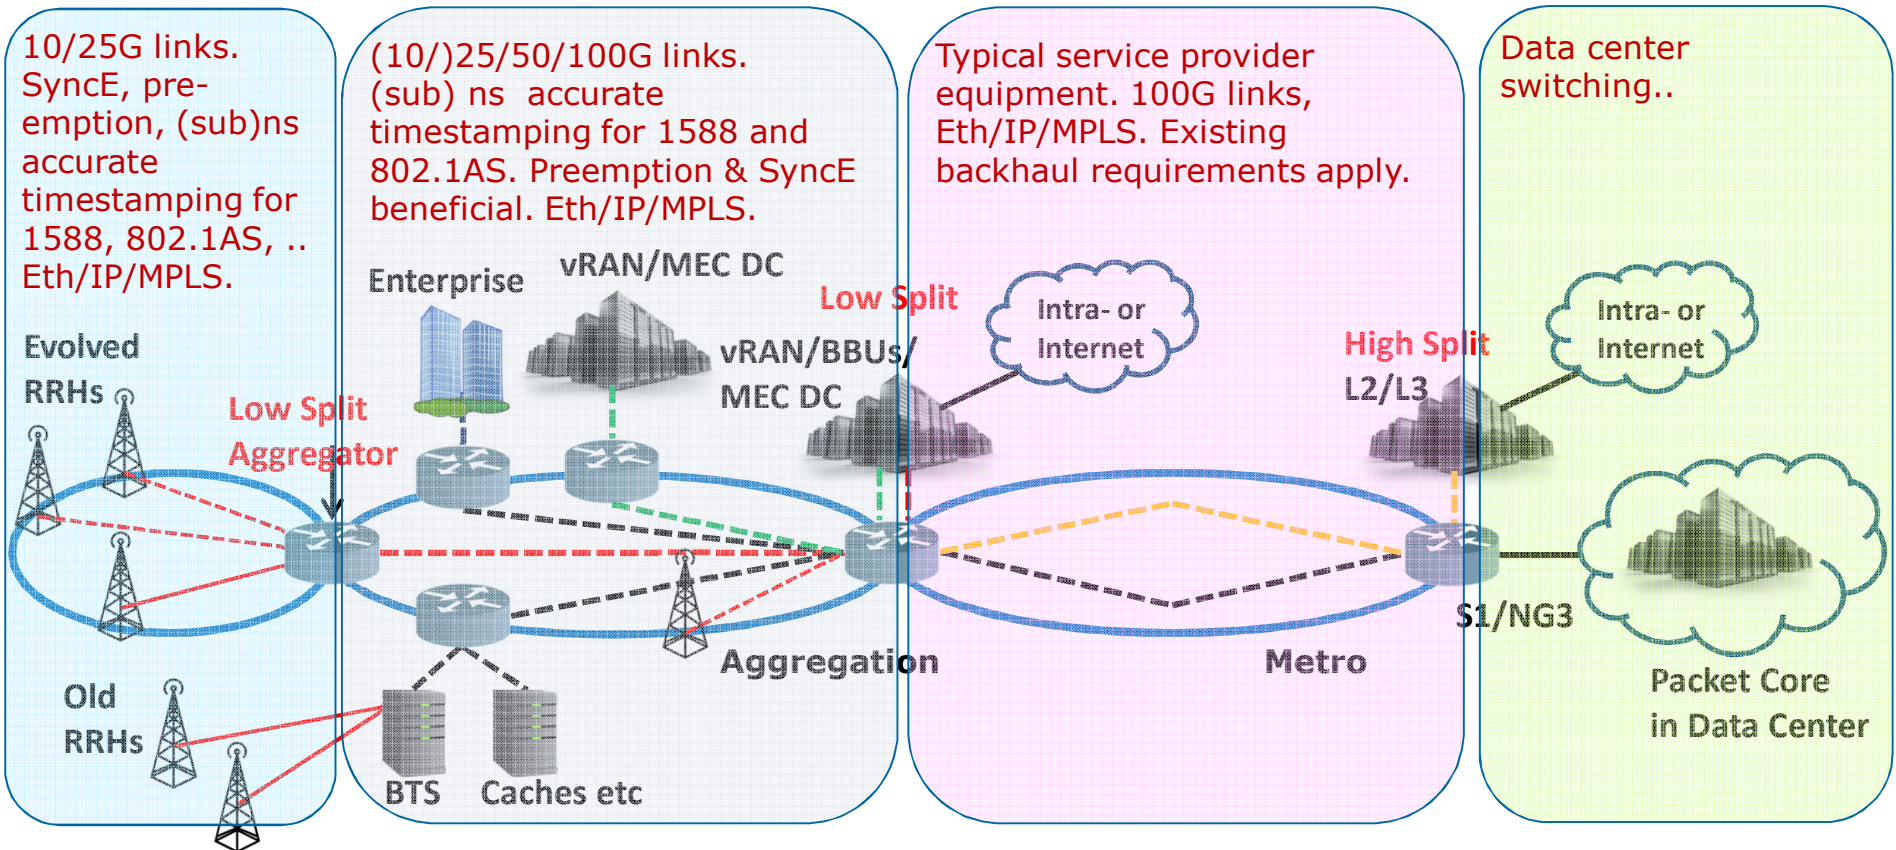 10/25G links.
SyncE, pre-
emption, (sub)ns
accurate
timestamping for
1588, 802.1AS, ..
Eth/IP/MPLS.
(10/)25/50/100G links.
(sub) ns accurate
timestamping for 1588 and
802.1AS. Preemption & SyncE
beneficial. Eth/IP/MPLS.
Typical service provider
equipment. 100G links,
Eth/IP/MPLS. Existing
backhaul requirements apply.
Data center
switching..
Evolved
RRHs
Low Split
Aggregator
Enterprise
vRAN/MEC DC
Low Split
vRAN/BBUs/
MEC DC
Intra- or
Internet
High Split
L2/L3
Intra- or
Internet
S1/NG3
Aggregation
Metro
Packet Core
in Data Center
Old
RRHs
BTS
Caches etc